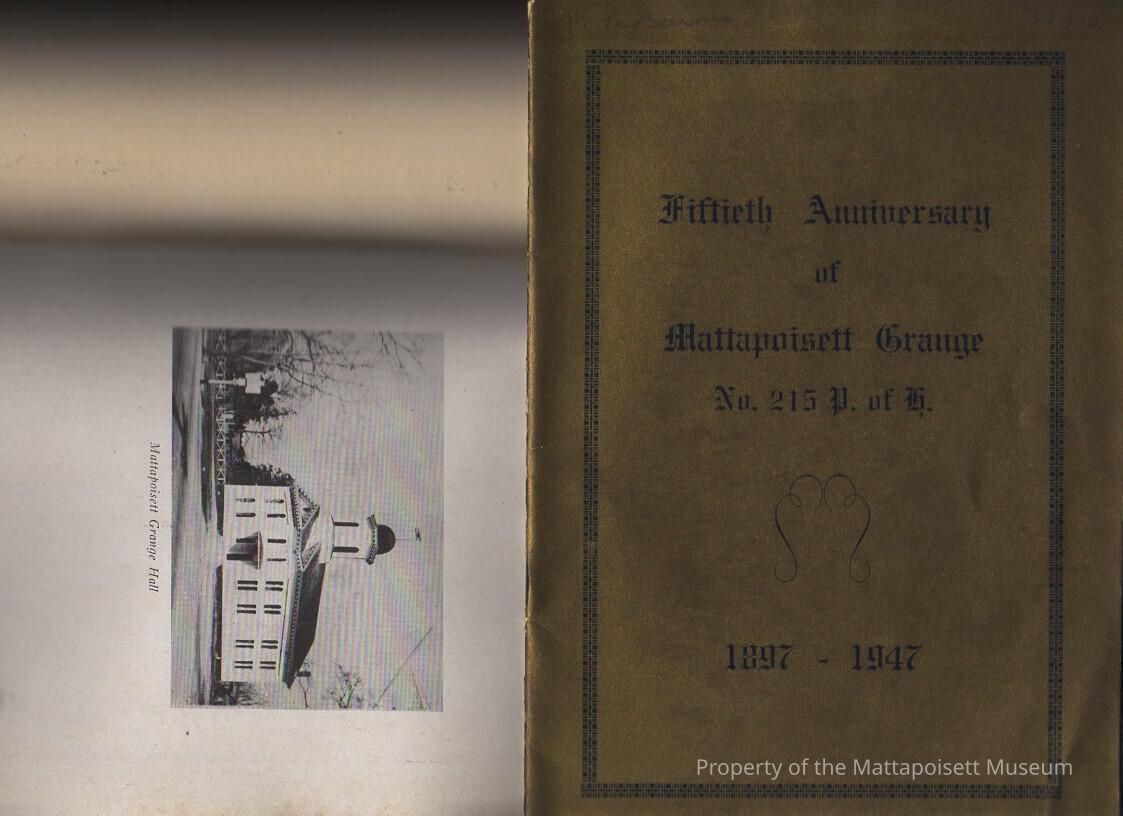 Mattapoisett Grange Hall
Fiftieth Anniversary
of
Mattapoisett Grange
No. 215 P. of H.
1897 - 1947
Property of the Mattapoisett Museum